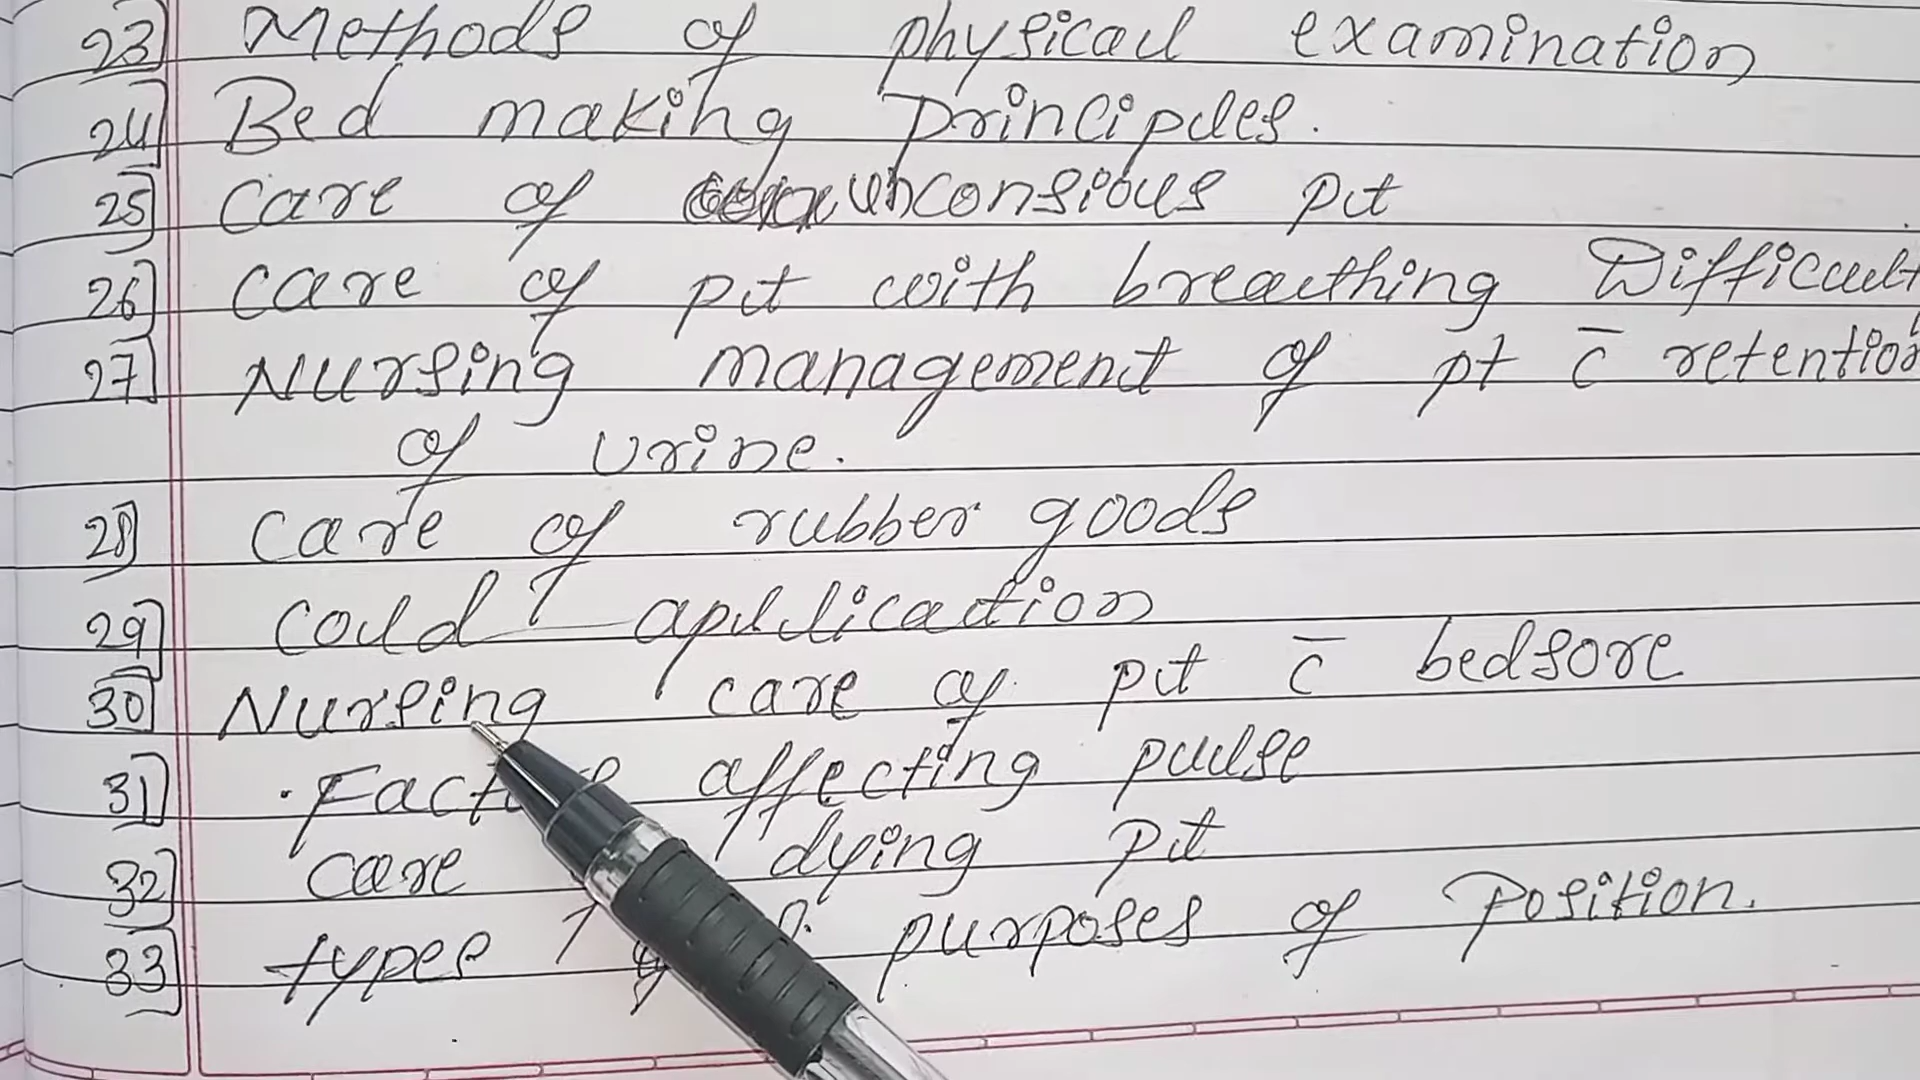 23] Methods of physical examination
24] Bed making Principles.
25] Care of unconsious pt
26] Care of pt with breathing Difficult
27] Nursing management of pt c̄ retention
of urine.
28] Care of rubber goods
29] Cold application
30] Nursing care of pt c̄ bedsore
31] Facto affecting pulse
32] Care dying pt
33] types purposes of Position.